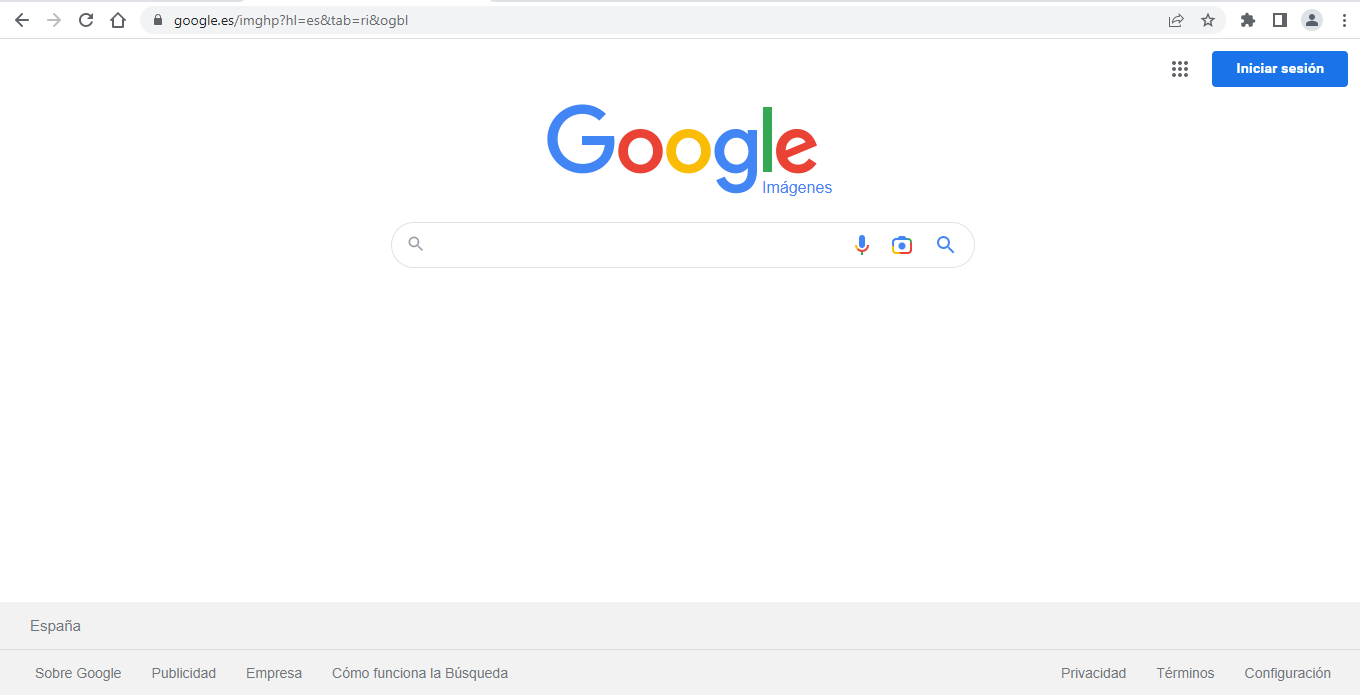 google.es/imghp?hl=es&tab=ri&ogbl
Iniciar sesión
Google
Imágenes
España
Sobre Google Publicidad Empresa Cómo funciona la Búsqueda Privacidad Términos Configuración